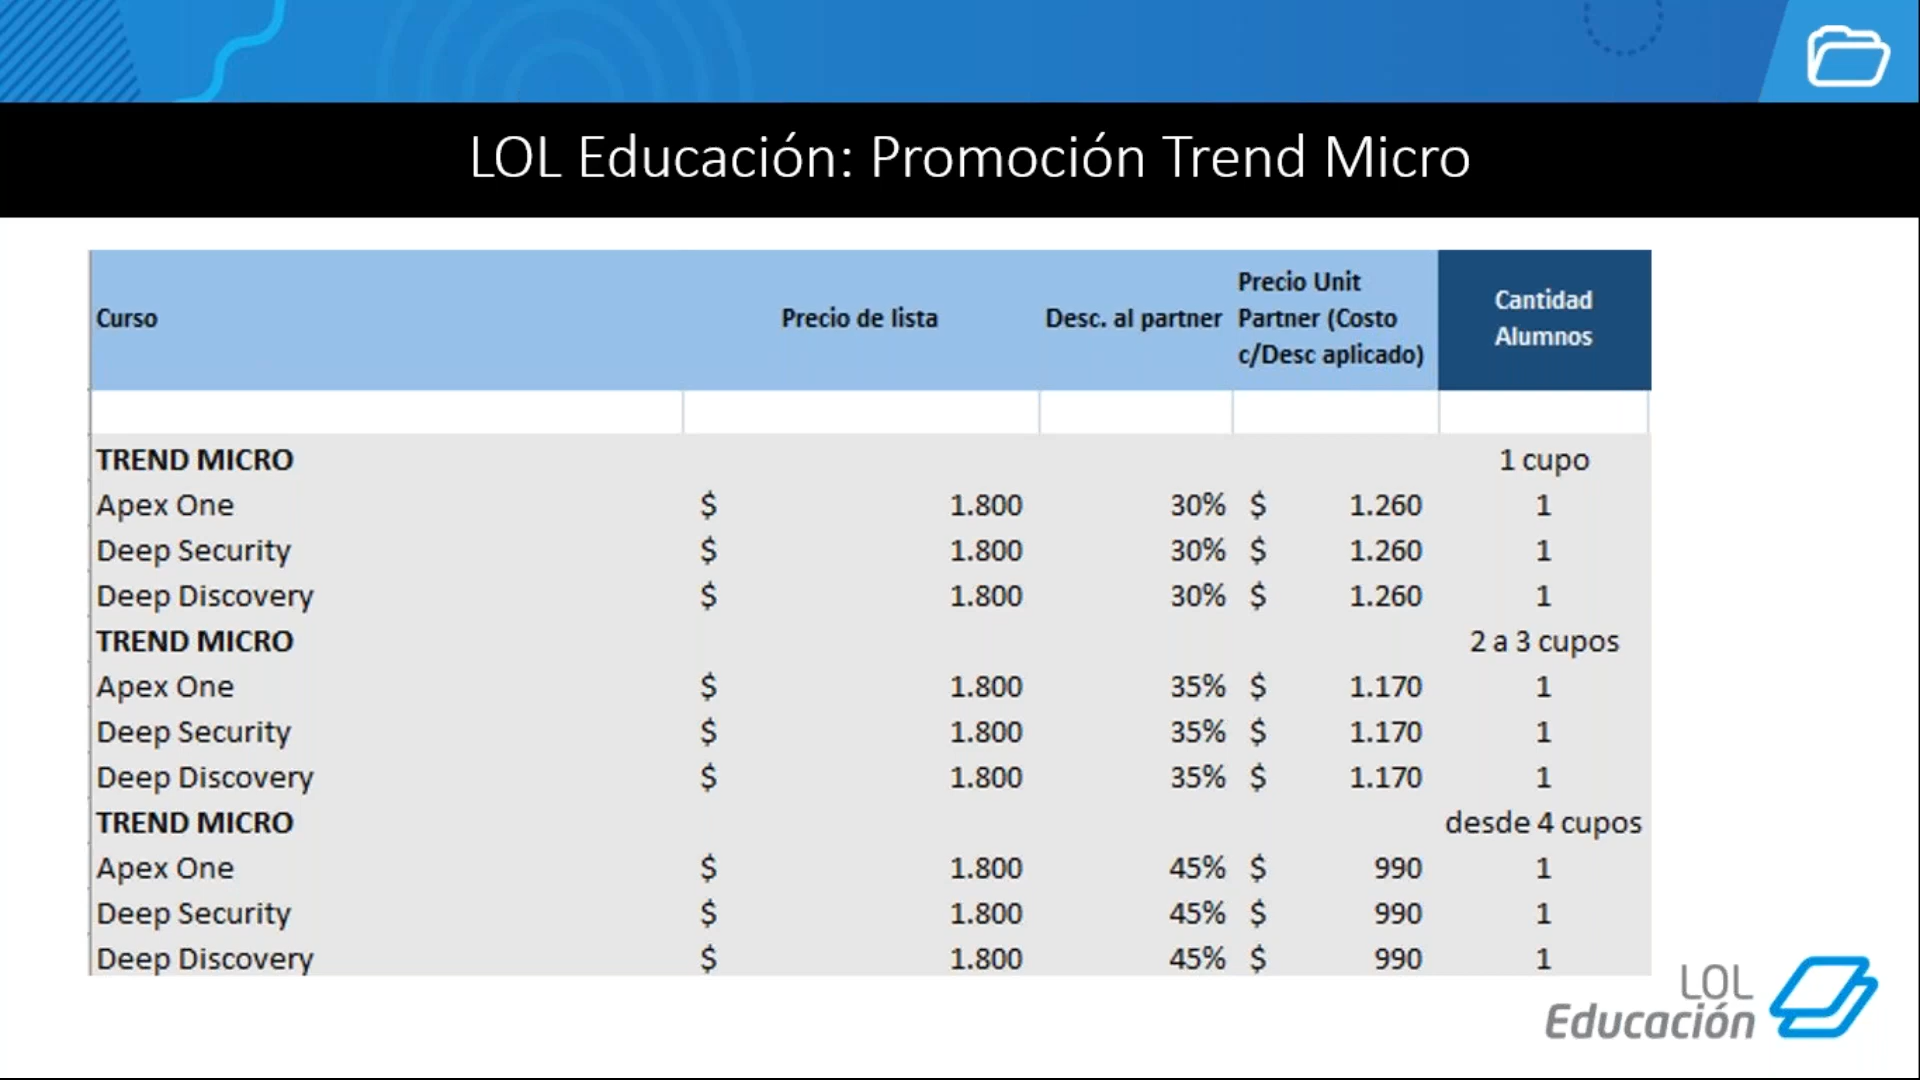 LOL Educación: Promoción Trend Micro
Curso Precio de lista Desc. al partner Precio Unit Partner (Costo c/Desc aplicado) Cantidad Alumnos
TREND MICRO 1 cupo
Apex One $ 1.800 30% $ 1.260 1
Deep Security $ 1.800 30% $ 1.260 1
Deep Discovery $ 1.800 30% $ 1.260 1
TREND MICRO 2 a 3 cupos
Apex One $ 1.800 35% $ 1.170 1
Deep Security $ 1.800 35% $ 1.170 1
Deep Discovery $ 1.800 35% $ 1.170 1
TREND MICRO desde 4 cupos
Apex One $ 1.800 45% $ 990 1
Deep Security $ 1.800 45% $ 990 1
Deep Discovery $ 1.800 45% $ 990 1
LOL
Educación